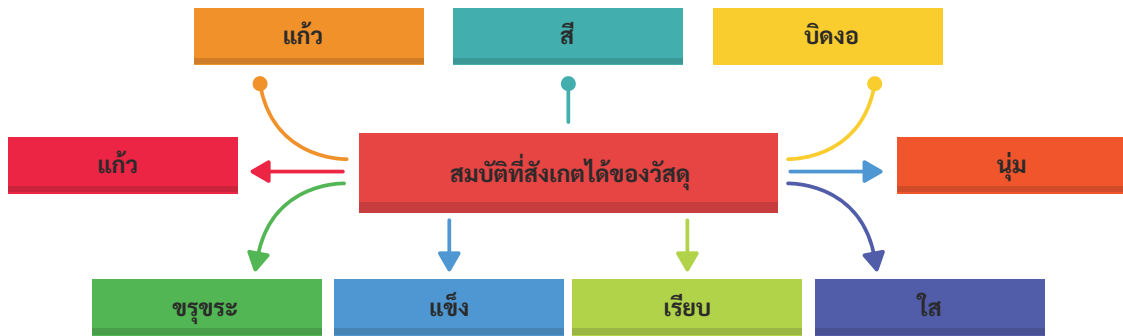 แก้ว
สี
บิดงอ
แก้ว
สมบัติที่สังเกตได้ของวัสดุ
นุ่ม
ขรุขระ
แข็ง
เรียบ
ใส